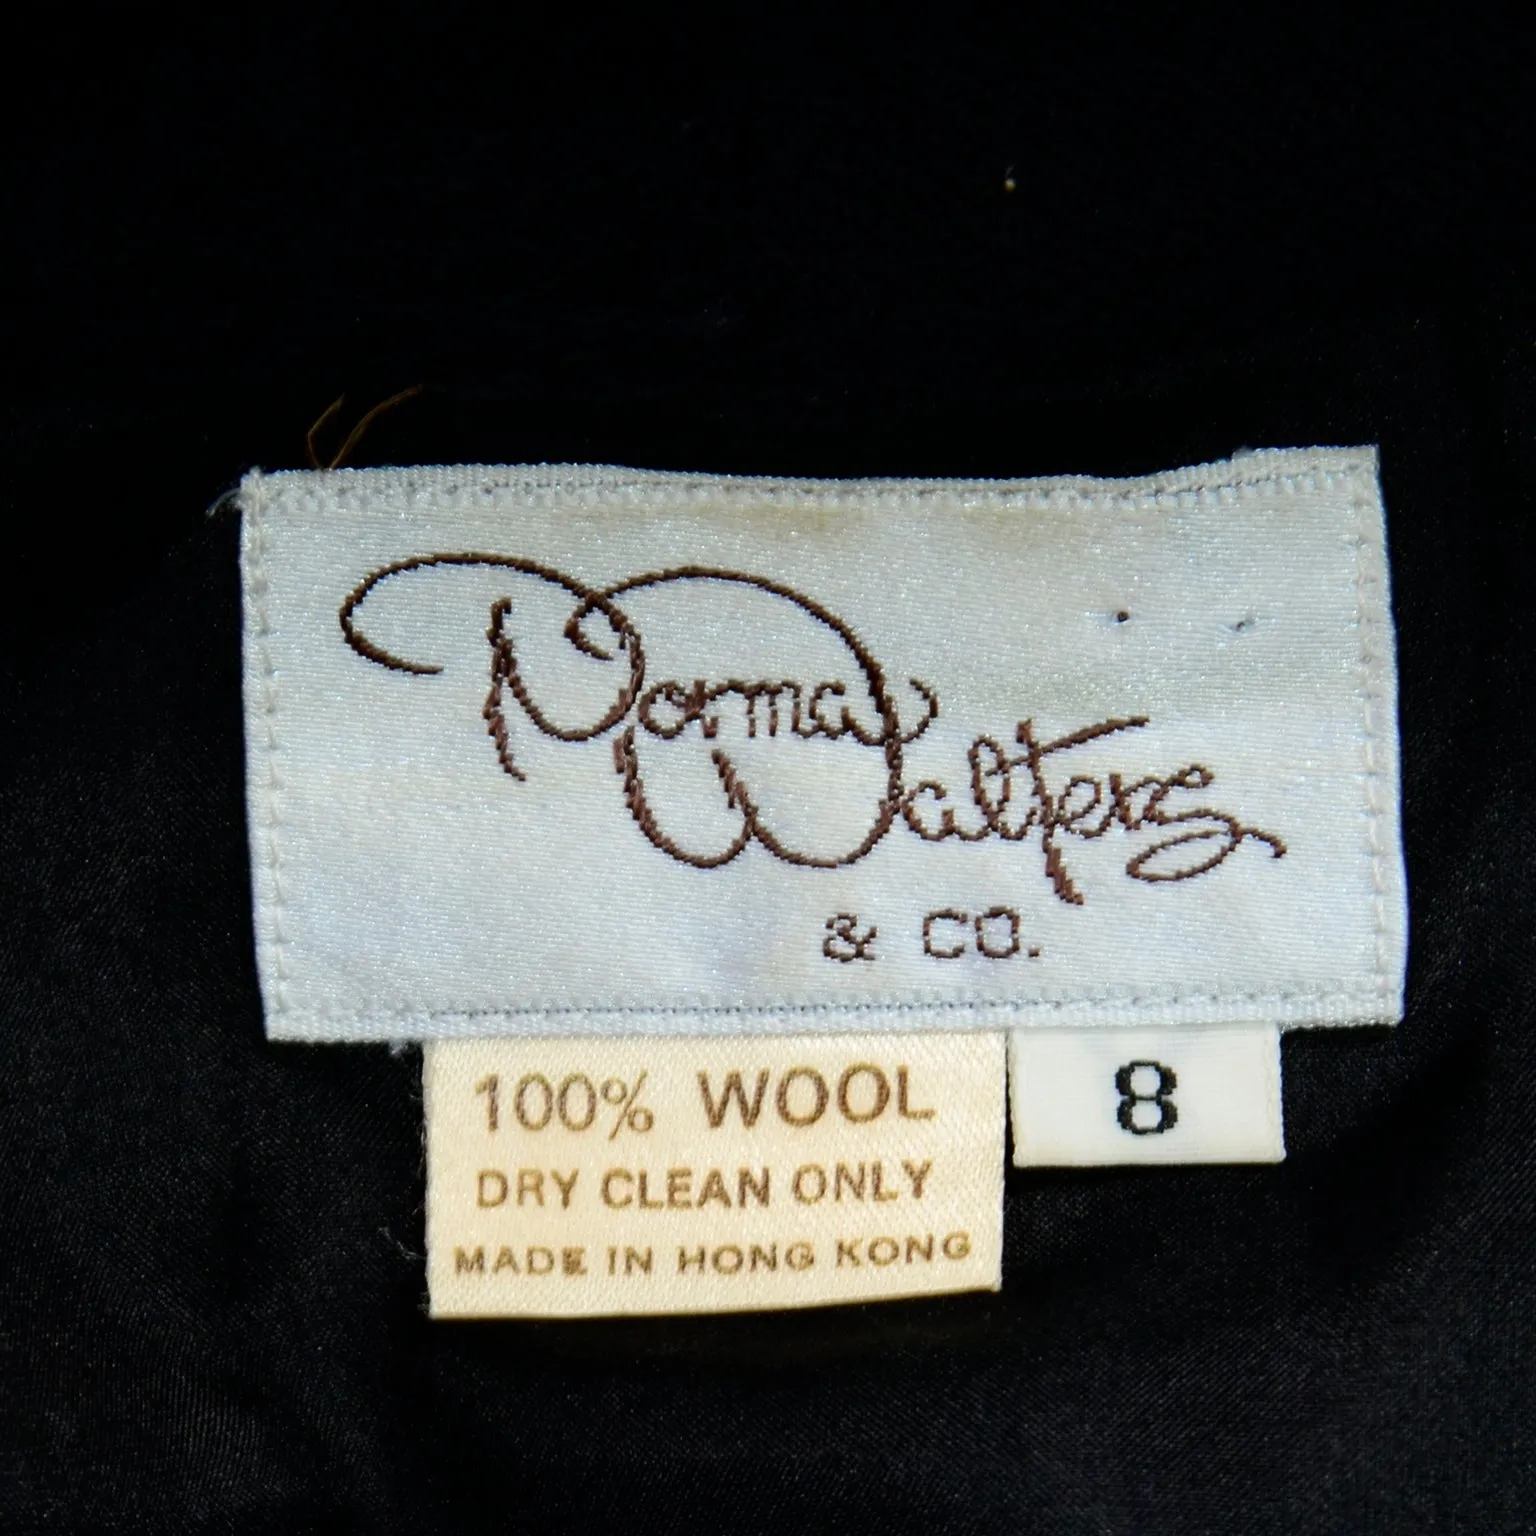 Norma
Walters
& CO.
100% WOOL
DRY CLEAN ONLY
MADE IN HONG KONG
8